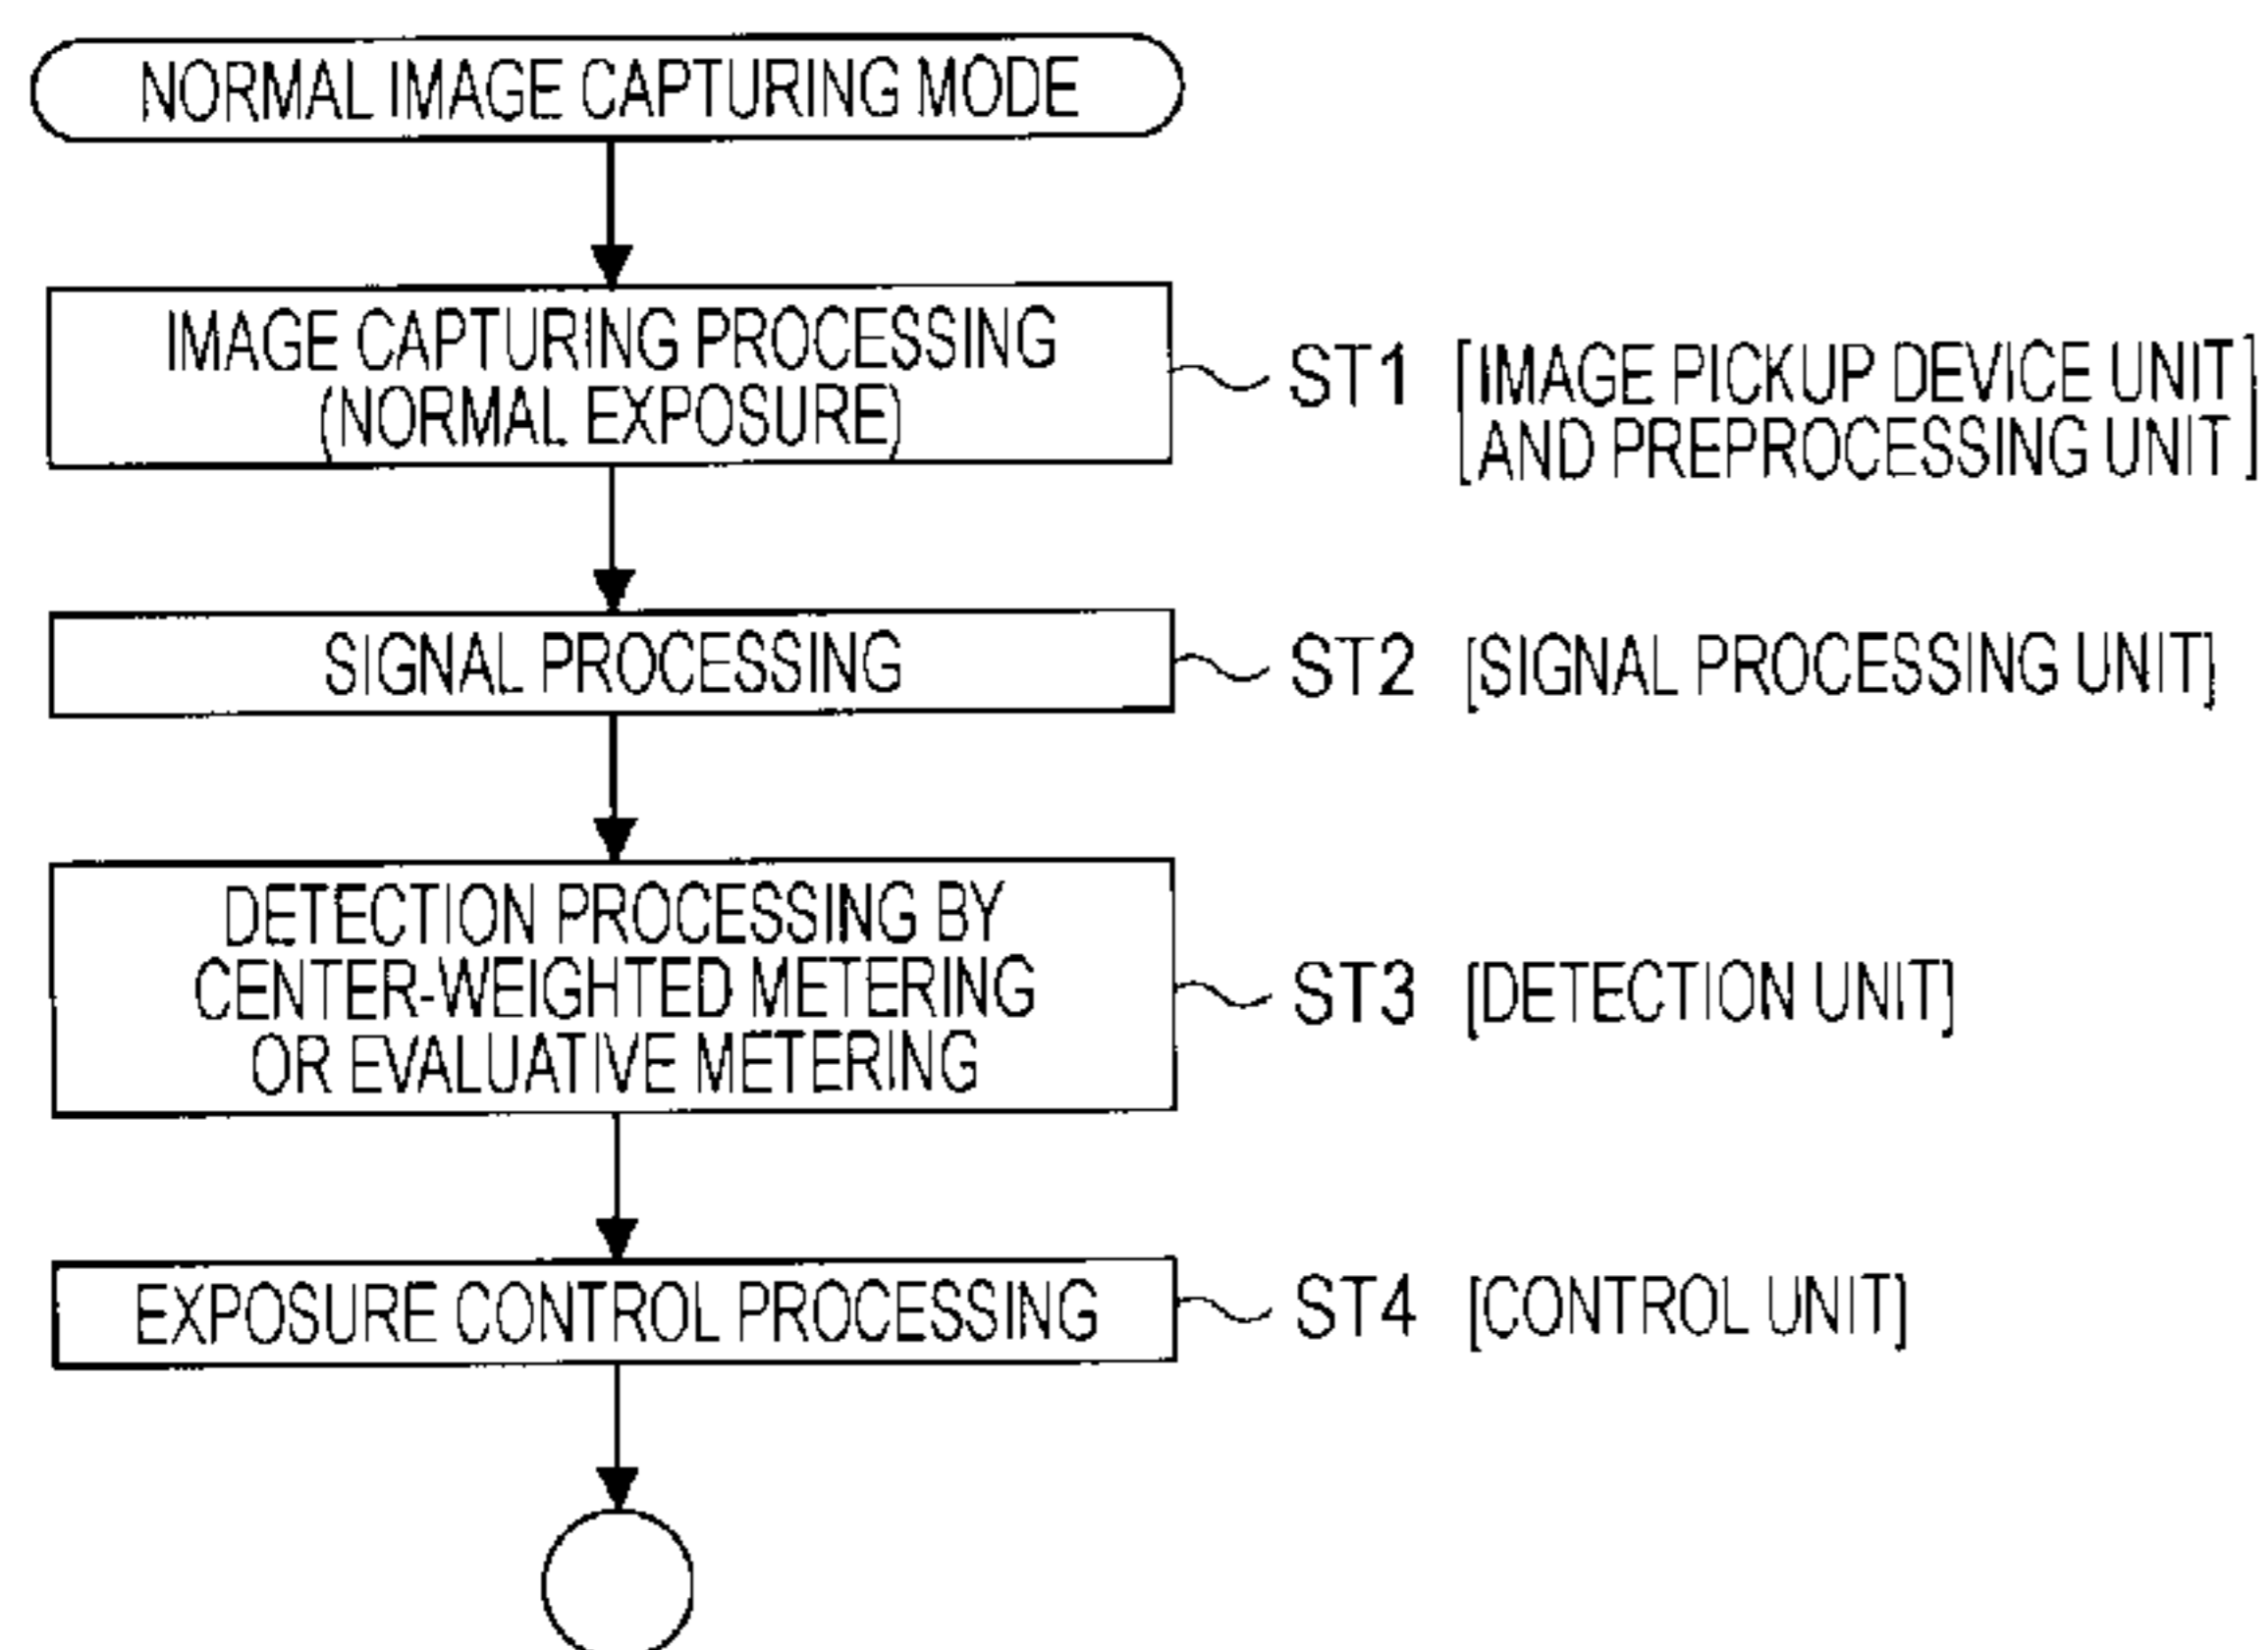 NORMAL IMAGE CAPTURING MODE
IMAGE CAPTURING PROCESSING
(NORMAL EXPOSURE)
ST1 [IMAGE PICKUP DEVICE UNIT
AND PREPROCESSING UNIT]
SIGNAL PROCESSING
ST2 [SIGNAL PROCESSING UNIT]
DETECTION PROCESSING BY
CENTER-WEIGHTED METERING
OR EVALUATIVE METERING
ST3 [DETECTION UNIT]
EXPOSURE CONTROL PROCESSING
ST4 [CONTROL UNIT]